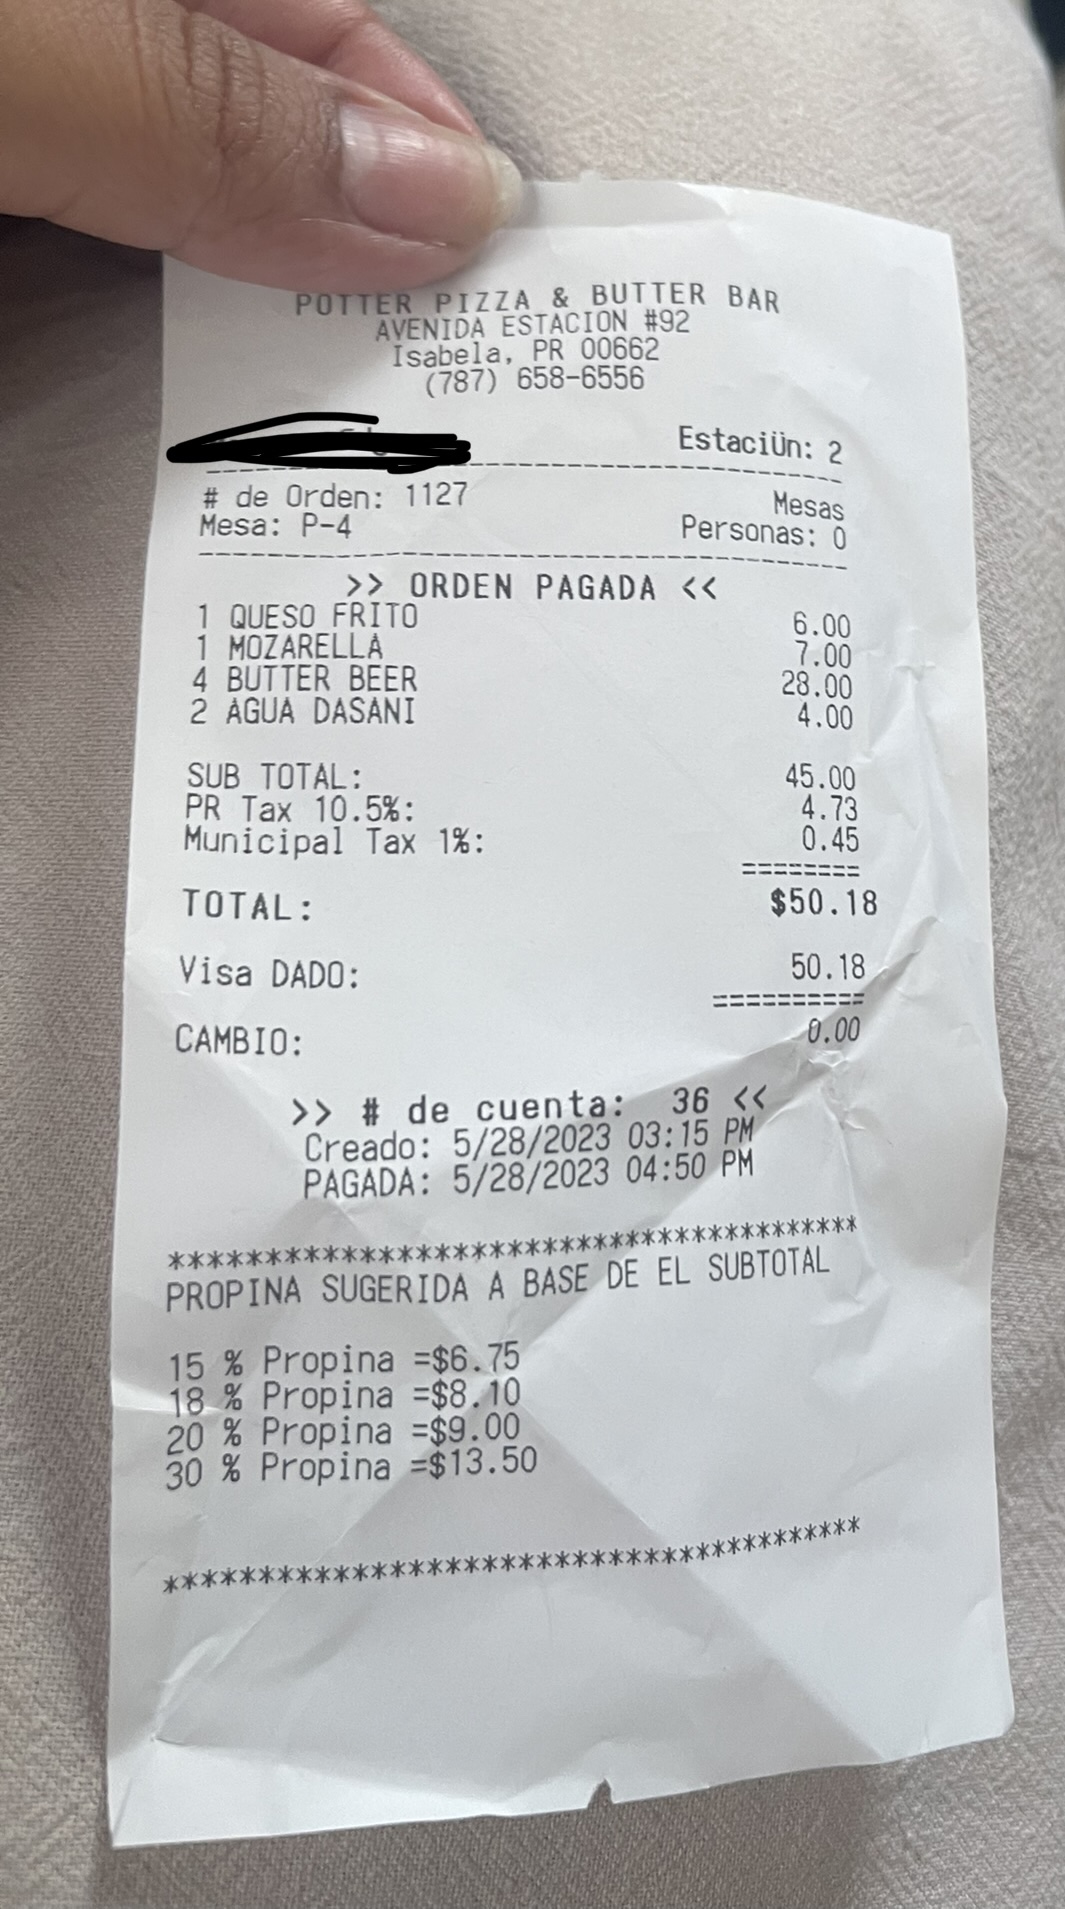 POTTER PIZZA & BUTTER BAR
AVENIDA ESTACION #92
Isabela, PR 00662
(787) 658-6556
EstaciÜn: 2
# de Orden: 1127 Mesas
Mesa: P-4 Personas: 0
>> ORDEN PAGADA <<
1 QUESO FRITO 6.00
1 MOZARELLA 7.00
4 BUTTER BEER 28.00
2 AGUA DASANI 4.00
SUB TOTAL: 45.00
PR Tax 10.5%: 4.73
Municipal Tax 1%: 0.45
========
TOTAL: $50.18
Visa DADO: 50.18
==========
CAMBIO: 0.00
>> # de cuenta: 36 <<
Creado: 5/28/2023 03:15 PM
PAGADA: 5/28/2023 04:50 PM
**************************************
PROPINA SUGERIDA A BASE DE EL SUBTOTAL
15 % Propina =$6.75
18 % Propina =$8.10
20 % Propina =$9.00
30 % Propina =$13.50
**************************************